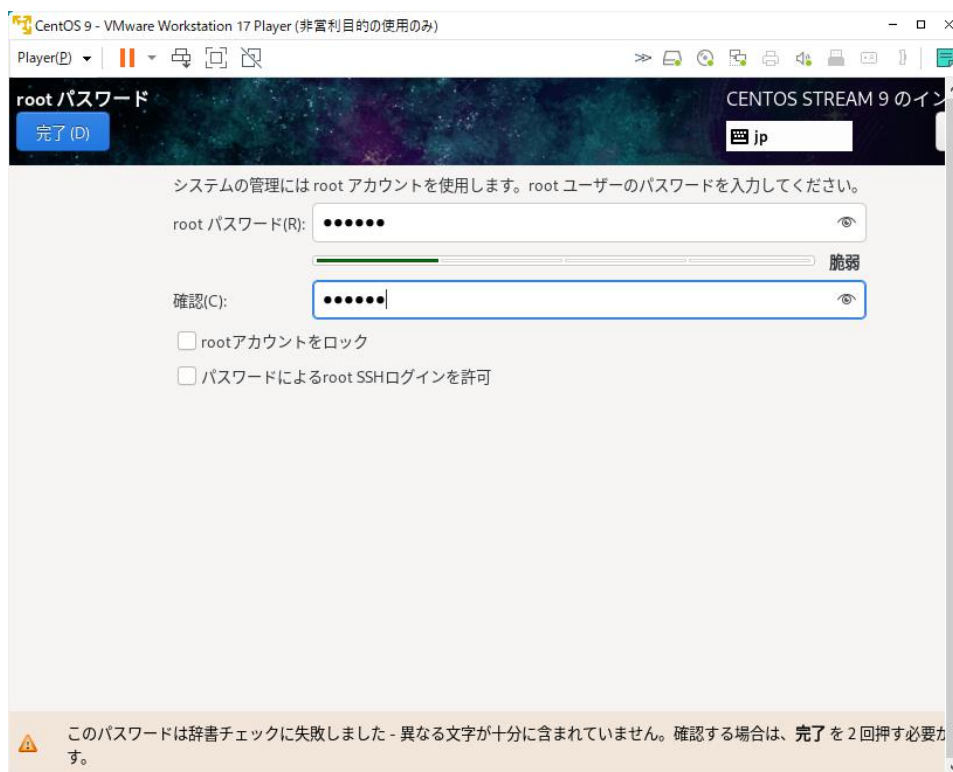 CentOS 9 - VMware Workstation 17 Player (非営利目的の使用のみ)
Player(P)
root パスワード
CENTOS STREAM 9 のイン
完了 (D)
jp
システムの管理には root アカウントを使用します。root ユーザーのパスワードを入力してください。
root パスワード(R):
脆弱
確認(C):
rootアカウントをロック
パスワードによるroot SSHログインを許可
このパスワードは辞書チェックに失敗しました - 異なる文字が十分に含まれていません。確認する場合は、完了 を 2 回押す必要が
す。